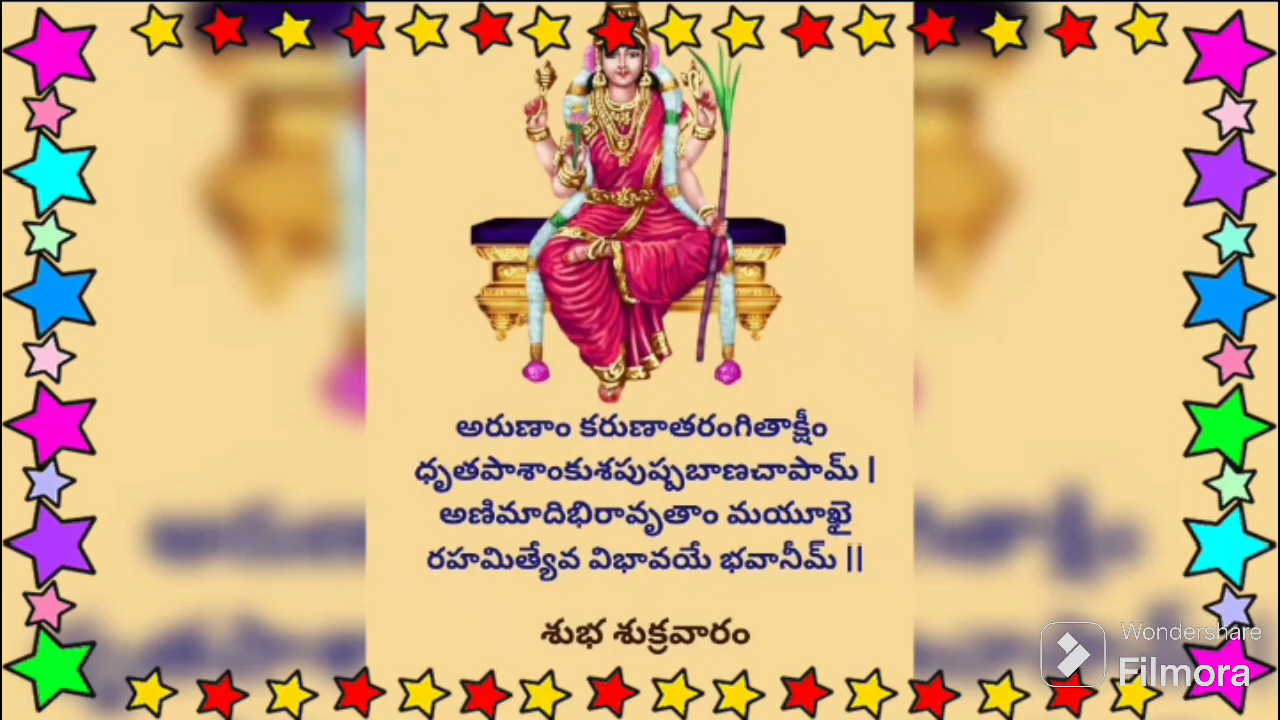 అరుణాం కరుణాతరంగితాక్షీం
ధృతపాశాంకుశపుష్పబాణచాపామ్ |
అణిమాదిభిరావృతాం మయూఖై
రహమిత్యేవ విభావయే భవానీమ్ ||
శుభ శుక్రవారం
Wondershare
Filmora